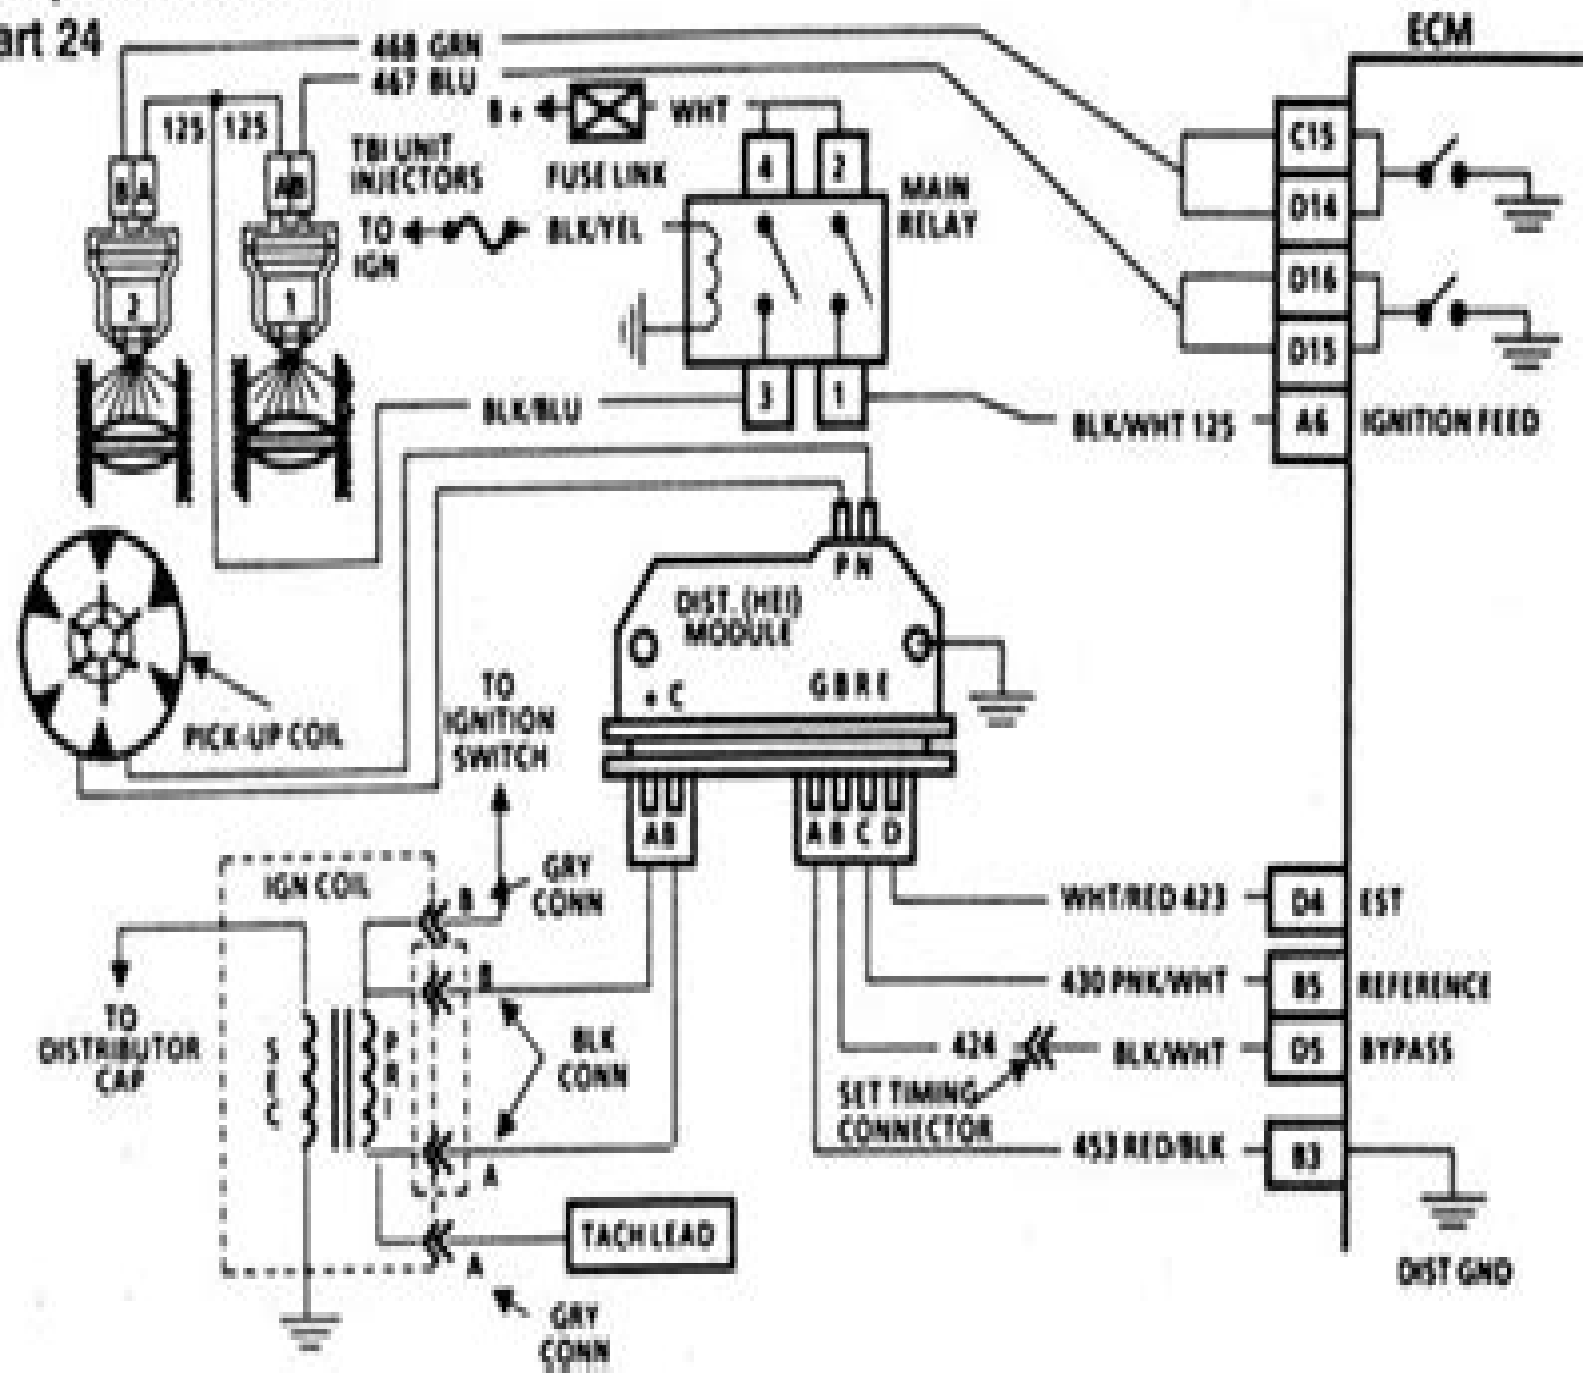 art 24
468 GRN
467 BLU
ECM
B+
WHT
125
125
TBI UNIT
INJECTORS
FUSE LINK
4
2
MAIN
RELAY
C15
D14
B A
A B
TO
IGN
BLK/YEL
2
1
D16
D15
BLK/BLU
3
1
BLK/WHT 125
A6
IGNITION FEED
P N
DIST. (HEI)
MODULE
+ C
G B R E
PICK-UP COIL
TO
IGNITION
SWITCH
A B
A B C D
IGN COIL
B
GRY
CONN
WHT/RED 423
D4
EST
B
430 PNK/WHT
B5
REFERENCE
TO
DISTRIBUTOR
CAP
SEC
PRI
BLK
CONN
424
BLK/WHT
D5
BYPASS
SET TIMING
CONNECTOR
453 RED/BLK
B3
A
TACH LEAD
A
GRY
CONN
DIST GND